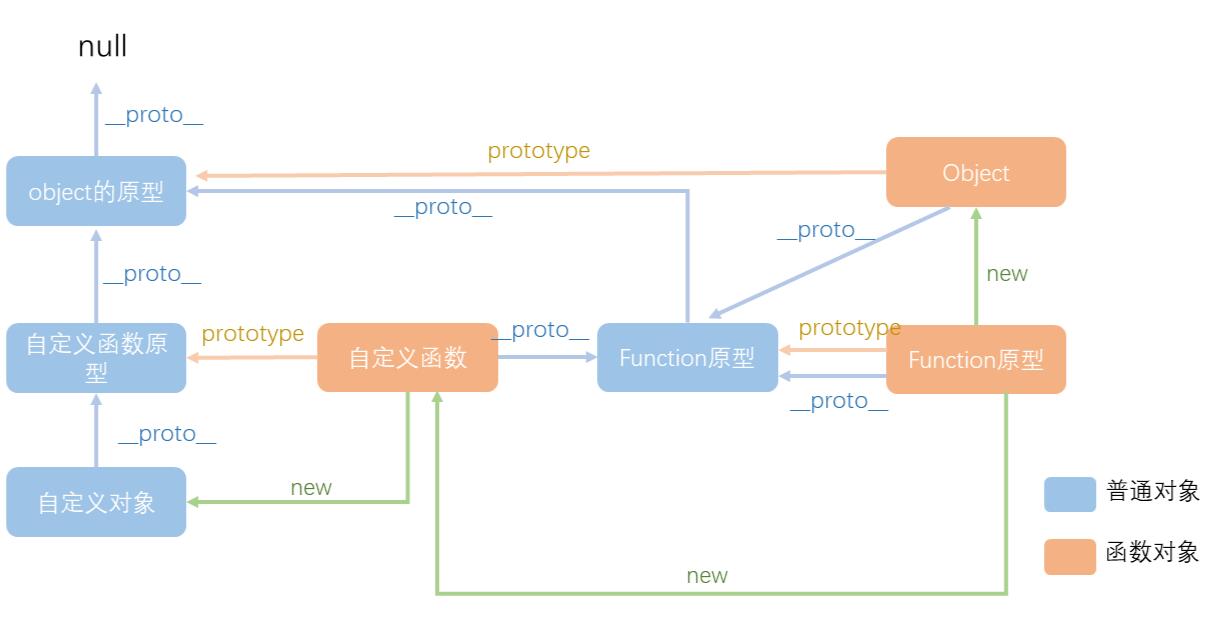 null
__proto__
prototype
Object
object的原型
__proto__
__proto__
__proto__
new
prototype
自定义函数原
型
自定义函数
__proto__
Function原型
prototype
Function原型
__proto__
__proto__
自定义对象
new
普通对象
函数对象
new